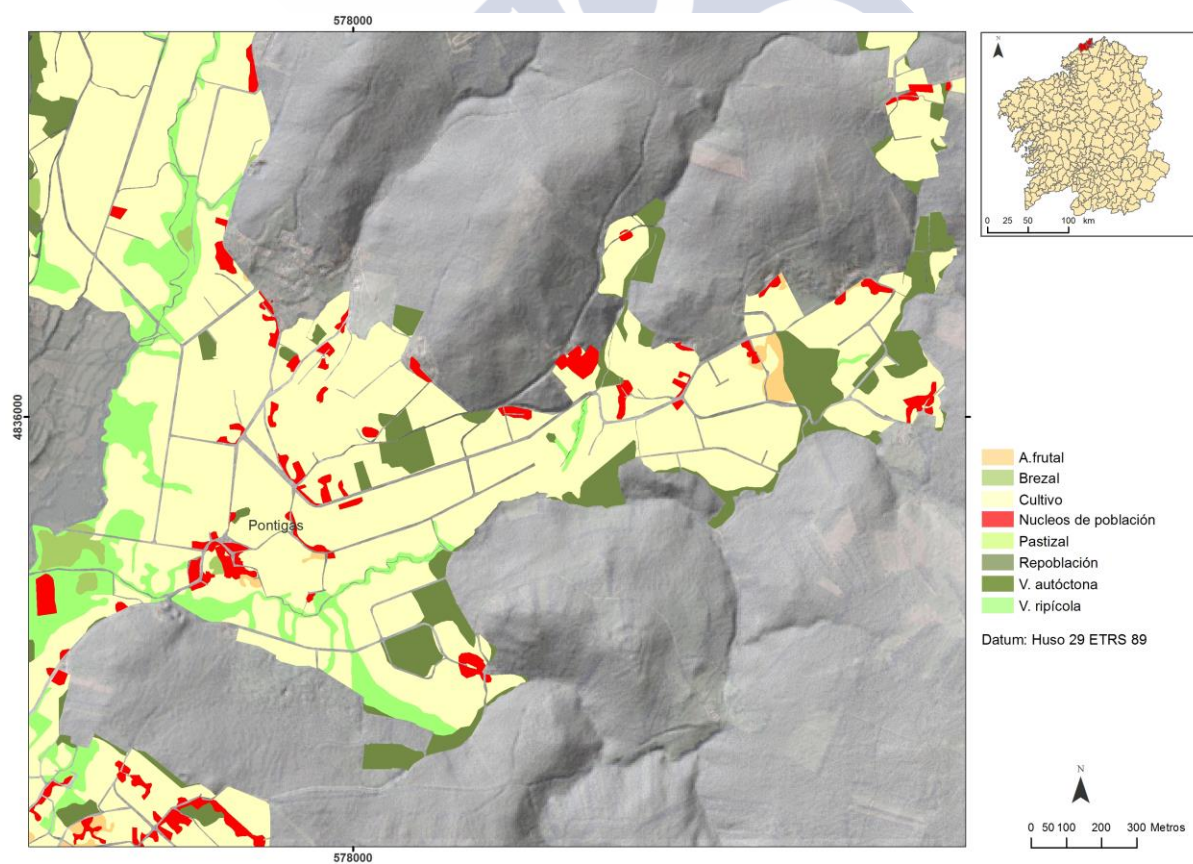 578000
4836000
Pontigas
578000
N
0 25 50 100 km
A.frutal
Brezal
Cultivo
Nucleos de población
Pastizal
Repoblación
V. autóctona
V. ripícola
Datum: Huso 29 ETRS 89
N
0 50 100 200 300 Metros